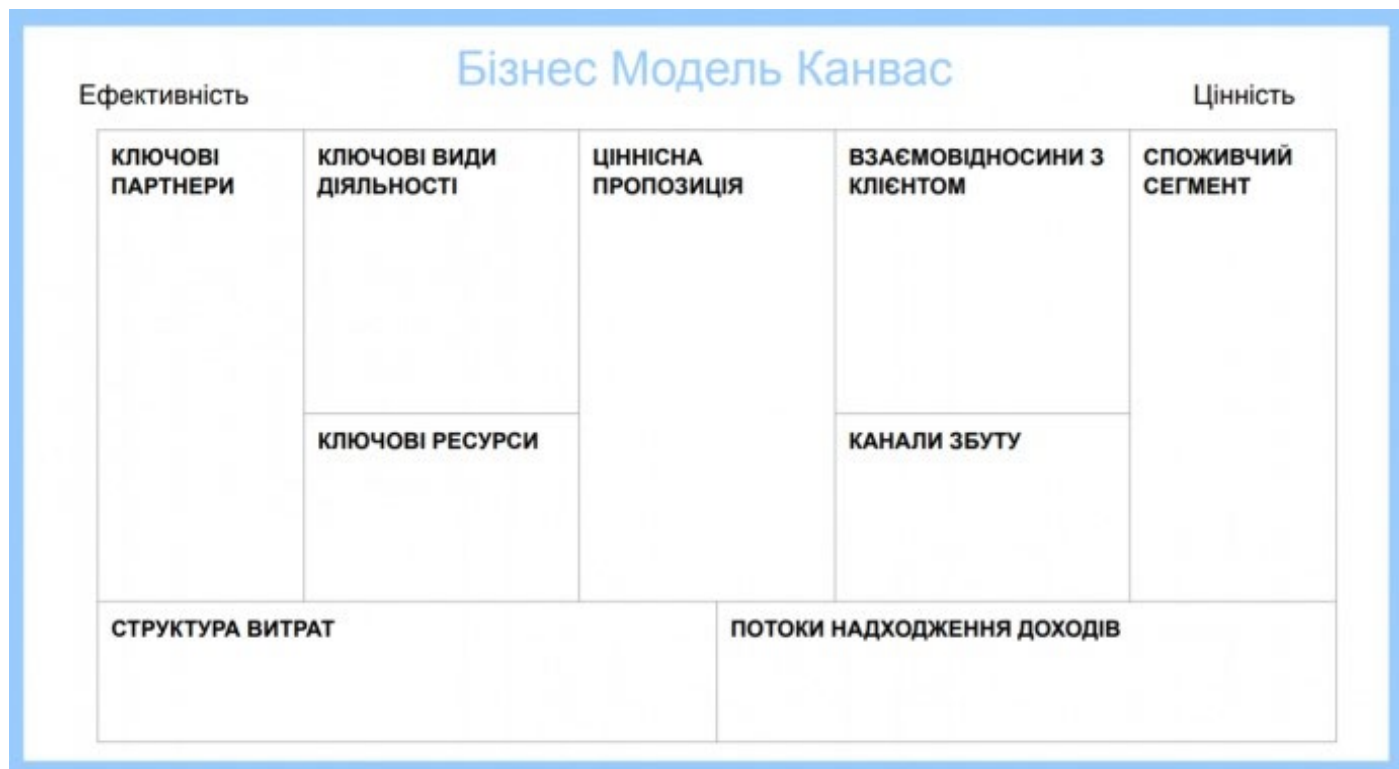 Бізнес Модель Канвас
Ефективність
Цінність
КЛЮЧОВІ
ПАРТНЕРИ
КЛЮЧОВІ ВИДИ
ДІЯЛЬНОСТІ
ЦІННІСНА
ПРОПОЗИЦІЯ
ВЗАЄМОВІДНОСИНИ З
КЛІЄНТОМ
СПОЖИВЧИЙ
СЕГМЕНТ
КЛЮЧОВІ РЕСУРСИ
КАНАЛИ ЗБУТУ
СТРУКТУРА ВИТРАТ
ПОТОКИ НАДХОДЖЕННЯ ДОХОДІВ